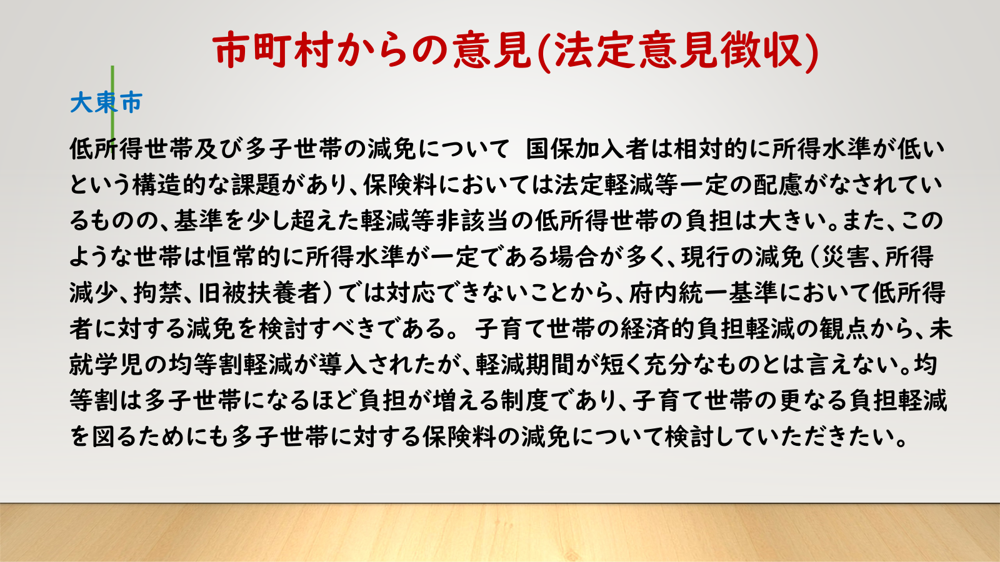 市町村からの意見(法定意見徴収)
大東市
低所得世帯及び多子世帯の減免について 国保加入者は相対的に所得水準が低い
という構造的な課題があり、保険料においては法定軽減等一定の配慮がなされてい
るものの、基準を少し超えた軽減等非該当の低所得世帯の負担は大きい。また、この
ような世帯は恒常的に所得水準が一定である場合が多く、現行の減免（災害、所得
減少、拘禁、旧被扶養者）では対応できないことから、府内統一基準において低所得
者に対する減免を検討すべきである。 子育て世帯の経済的負担軽減の観点から、未
就学児の均等割軽減が導入されたが、軽減期間が短く充分なものとは言えない。均
等割は多子世帯になるほど負担が増える制度であり、子育て世帯の更なる負担軽減
を図るためにも多子世帯に対する保険料の減免について検討していただきたい。